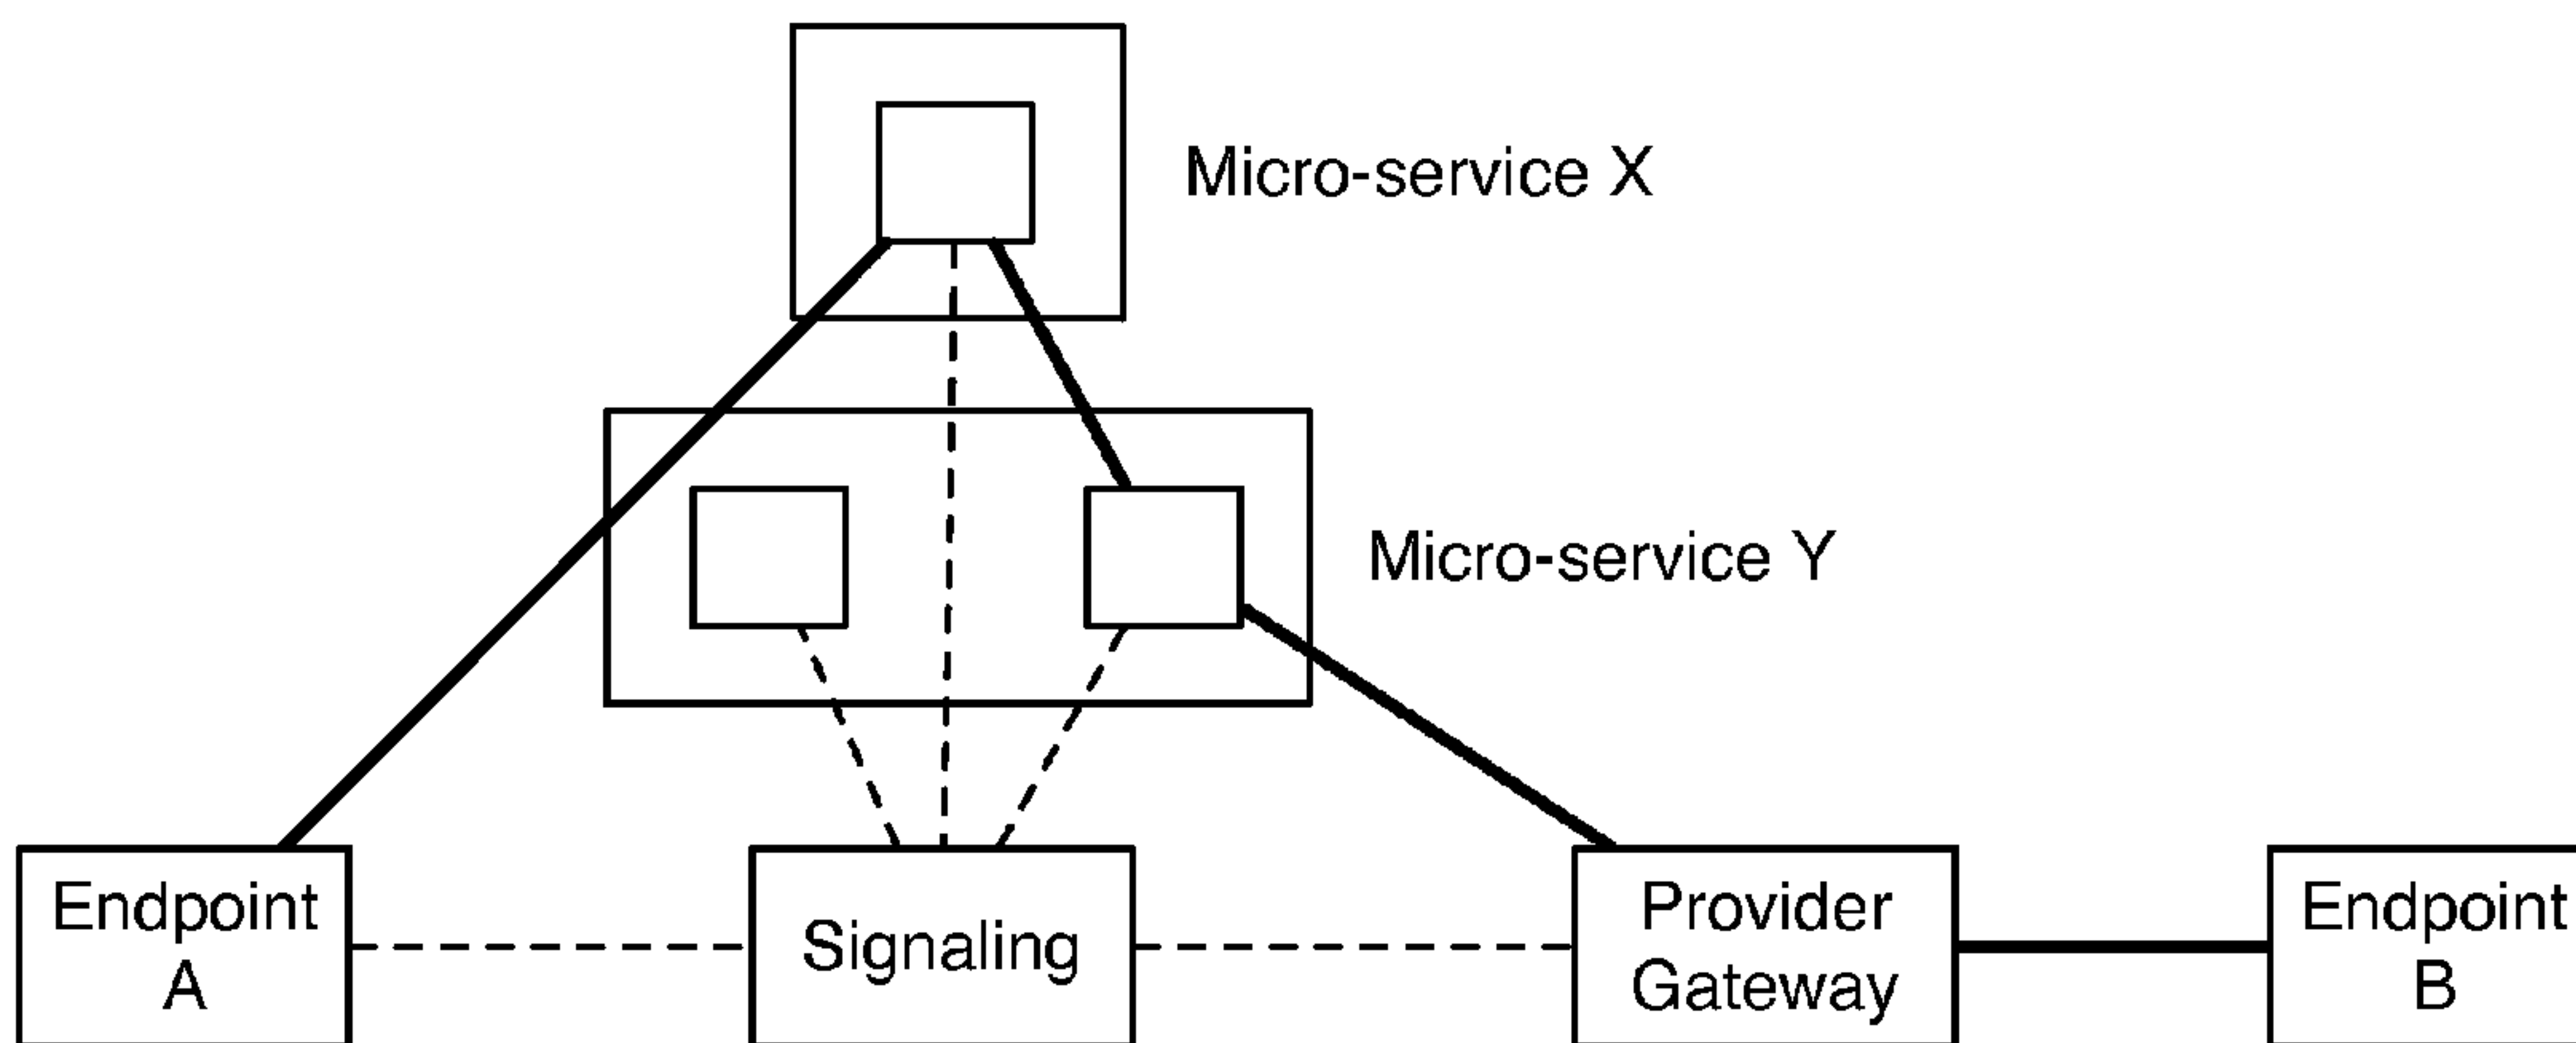 Micro-service X
Micro-service Y
Endpoint
A
Signaling
Provider
Gateway
Endpoint
B